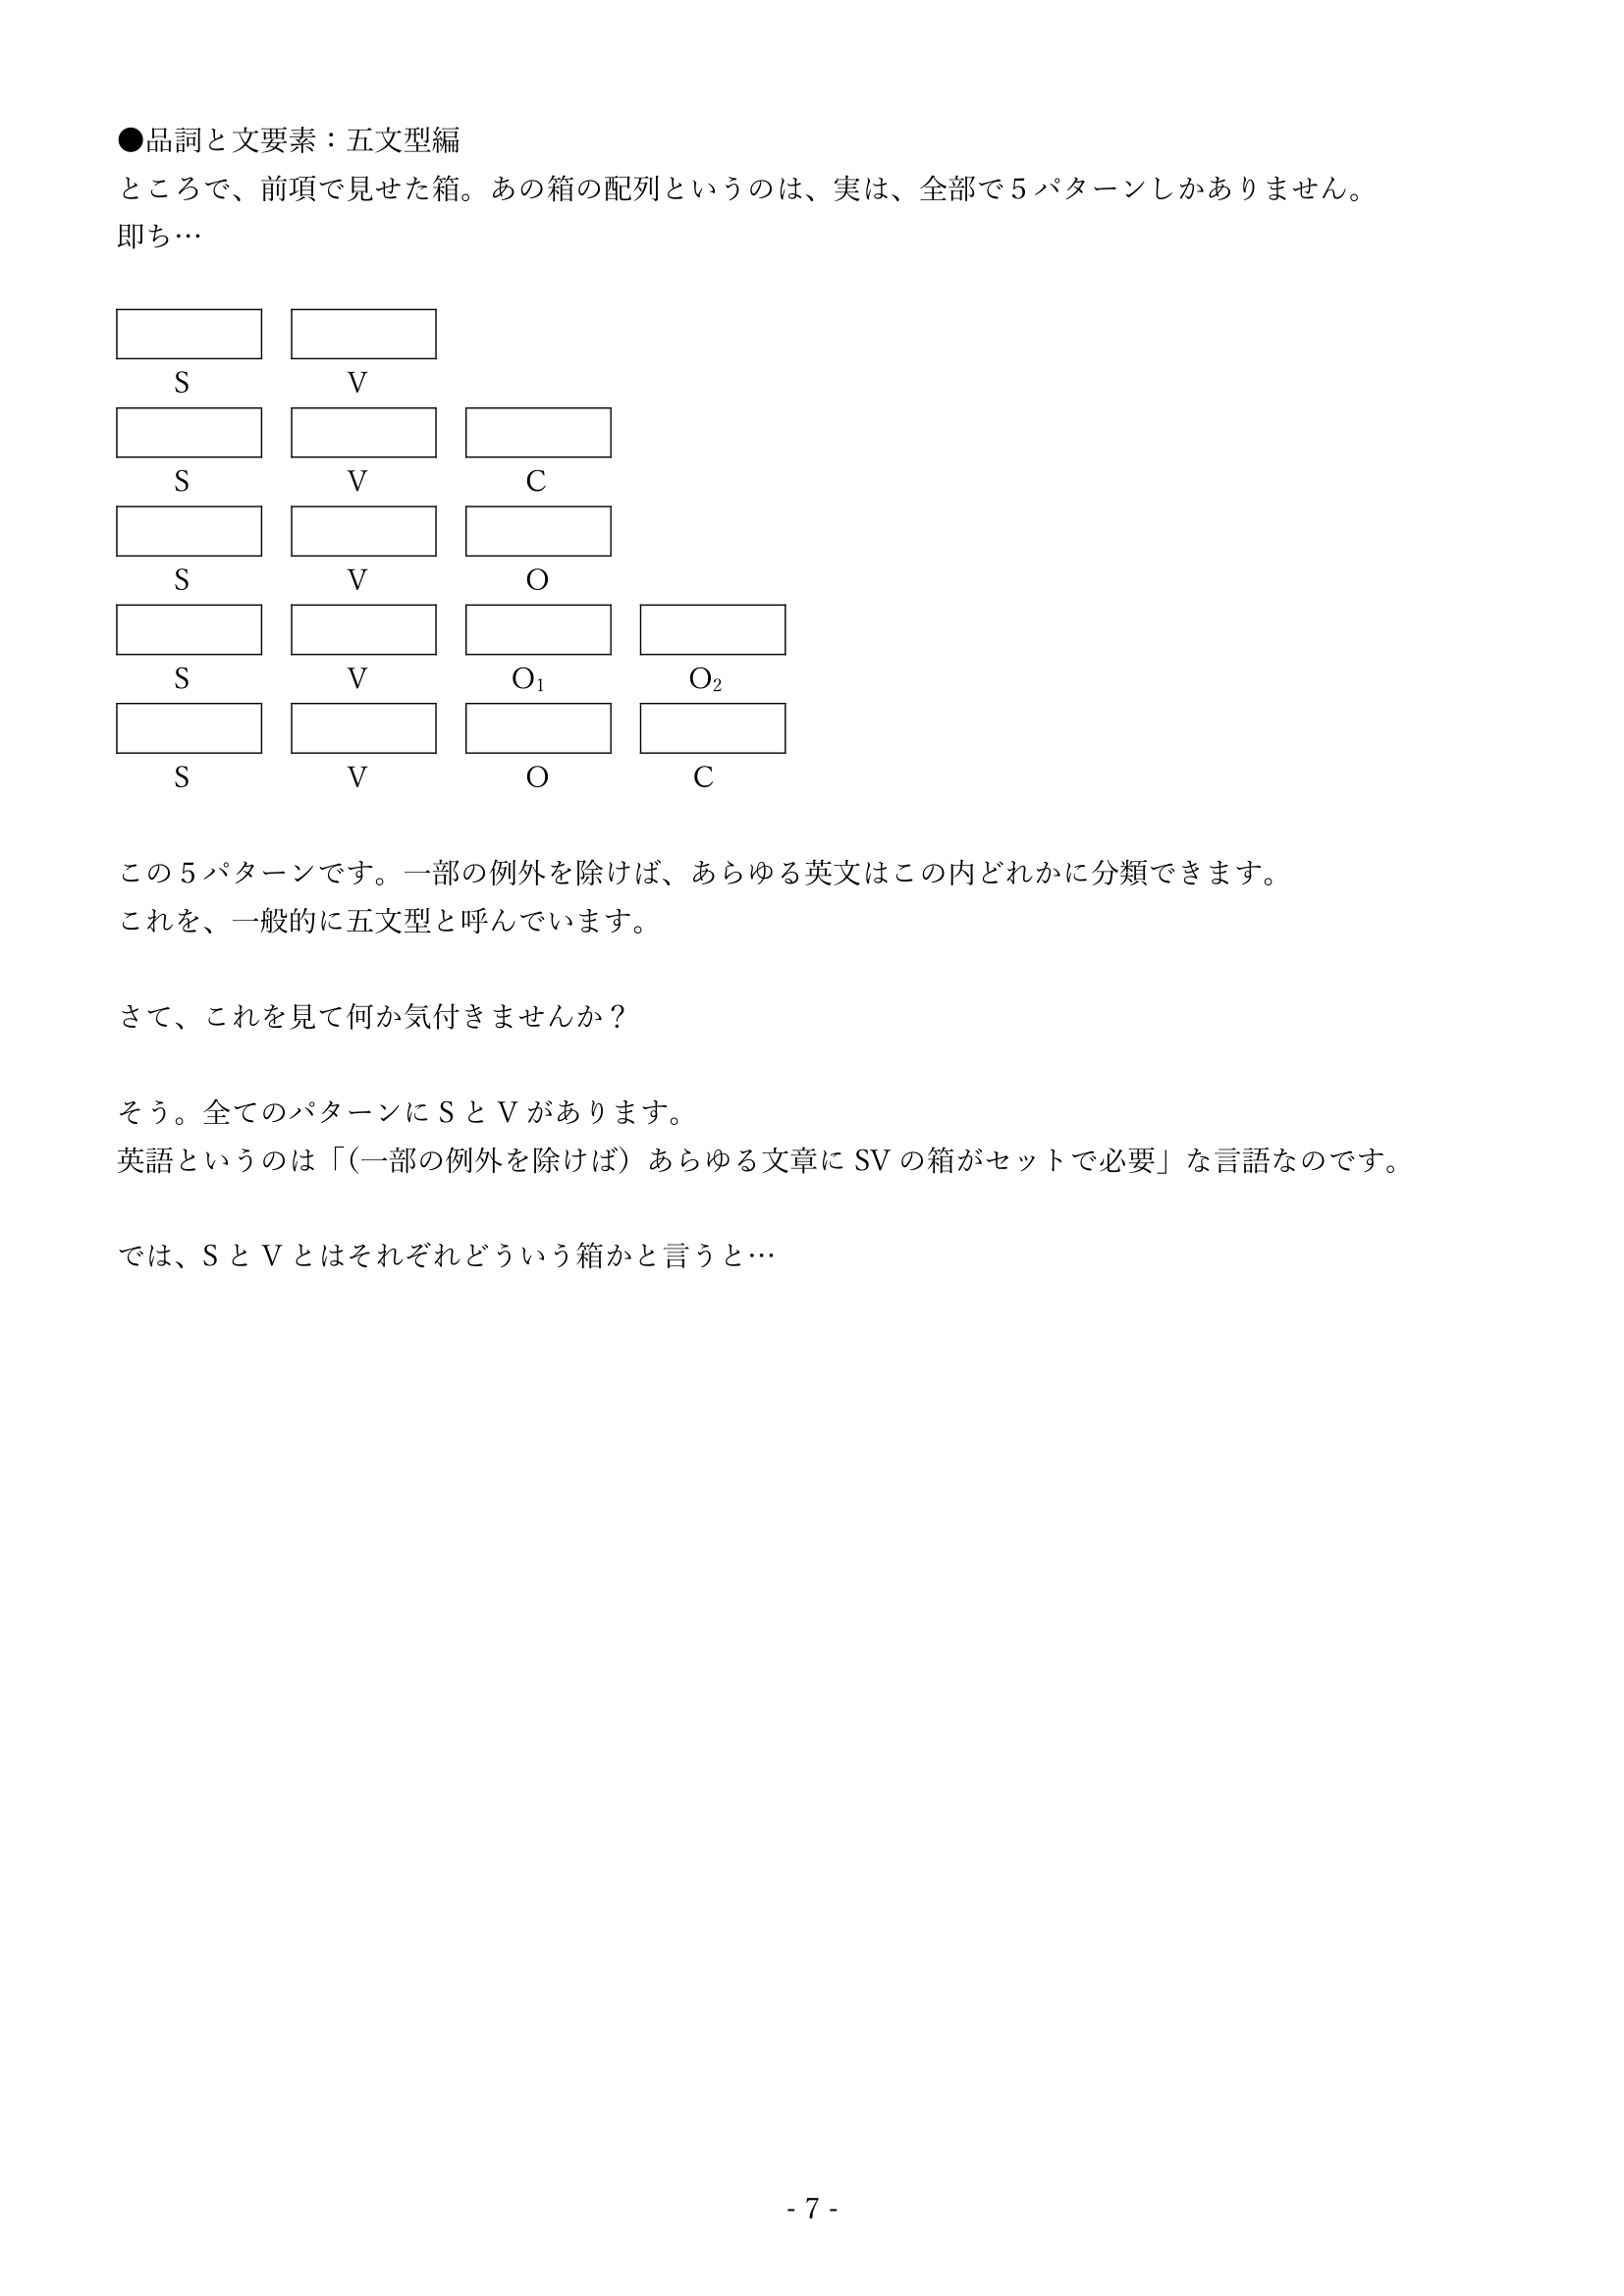 ●品詞と文要素：五文型編
ところで、前項で見せた箱。あの箱の配列というのは、実は、全部で５パターンしかありません。
即ち…
S V
S V C
S V O
S V O₁ O₂
S V O C
この５パターンです。一部の例外を除けば、あらゆる英文はこの内どれかに分類できます。
これを、一般的に五文型と呼んでいます。
さて、これを見て何か気付きませんか？
そう。全てのパターンに S と V があります。
英語というのは「（一部の例外を除けば）あらゆる文章に SV の箱がセットで必要」な言語なのです。
では、S と V とはそれぞれどういう箱かと言うと…
- 7 -